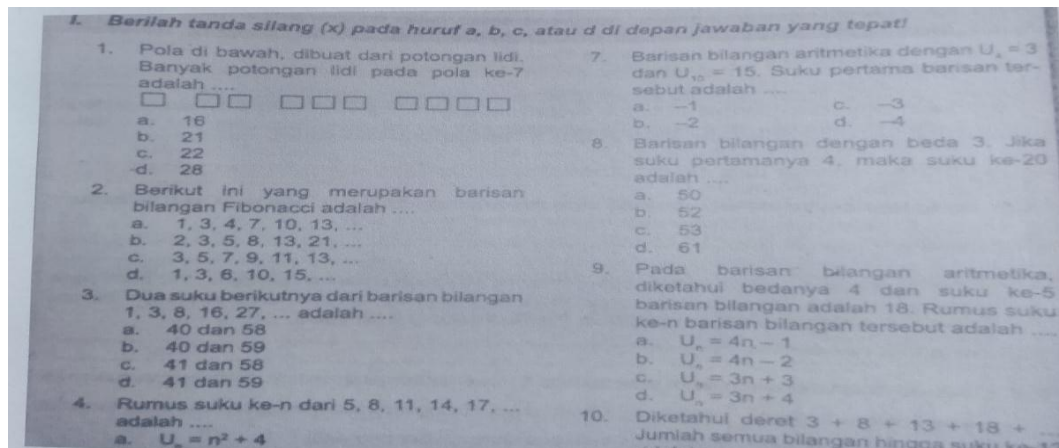 I. Berilah tanda silang (x) pada huruf a, b, c, atau d di depan jawaban yang tepat!
1. Pola di bawah, dibuat dari potongan lidi.
Banyak potongan lidi pada pola ke-7
adalah ....
a. 16
b. 21
c. 22
d. 28
2. Berikut ini yang merupakan barisan
bilangan Fibonacci adalah ....
a. 1, 3, 4, 7, 10, 13, ...
b. 2, 3, 5, 8, 13, 21, ...
c. 3, 5, 7, 9, 11, 13, ...
d. 1, 3, 6, 10, 15, ...
3. Dua suku berikutnya dari barisan bilangan
1, 3, 8, 16, 27, ... adalah ....
a. 40 dan 58
b. 40 dan 59
c. 41 dan 58
d. 41 dan 59
4. Rumus suku ke-n dari 5, 8, 11, 14, 17, ...
adalah ....
a. Uₙ = n² + 4
7. Barisan bilangan aritmetika dengan U = 3
dan U₁₀ = 15. Suku pertama barisan ter-
sebut adalah ....
a. –1
c. –3
b. –2
d. –4
8. Barisan bilangan dengan beda 3. Jika
suku pertamanya 4, maka suku ke-20
adalah ....
a. 50
b. 52
c. 53
d. 61
9. Pada barisan bilangan aritmetika,
diketahui bedanya 4 dan suku ke-5
barisan bilangan adalah 18. Rumus suku
ke-n barisan bilangan tersebut adalah ....
a. Uₙ = 4n – 1
b. Uₙ = 4n – 2
c. Uₙ = 3n + 3
d. Uₙ = 3n + 4
10. Diketahui deret 3 + 8 + 13 + 18 + ...
Jumlah semua bilangan hingga suku